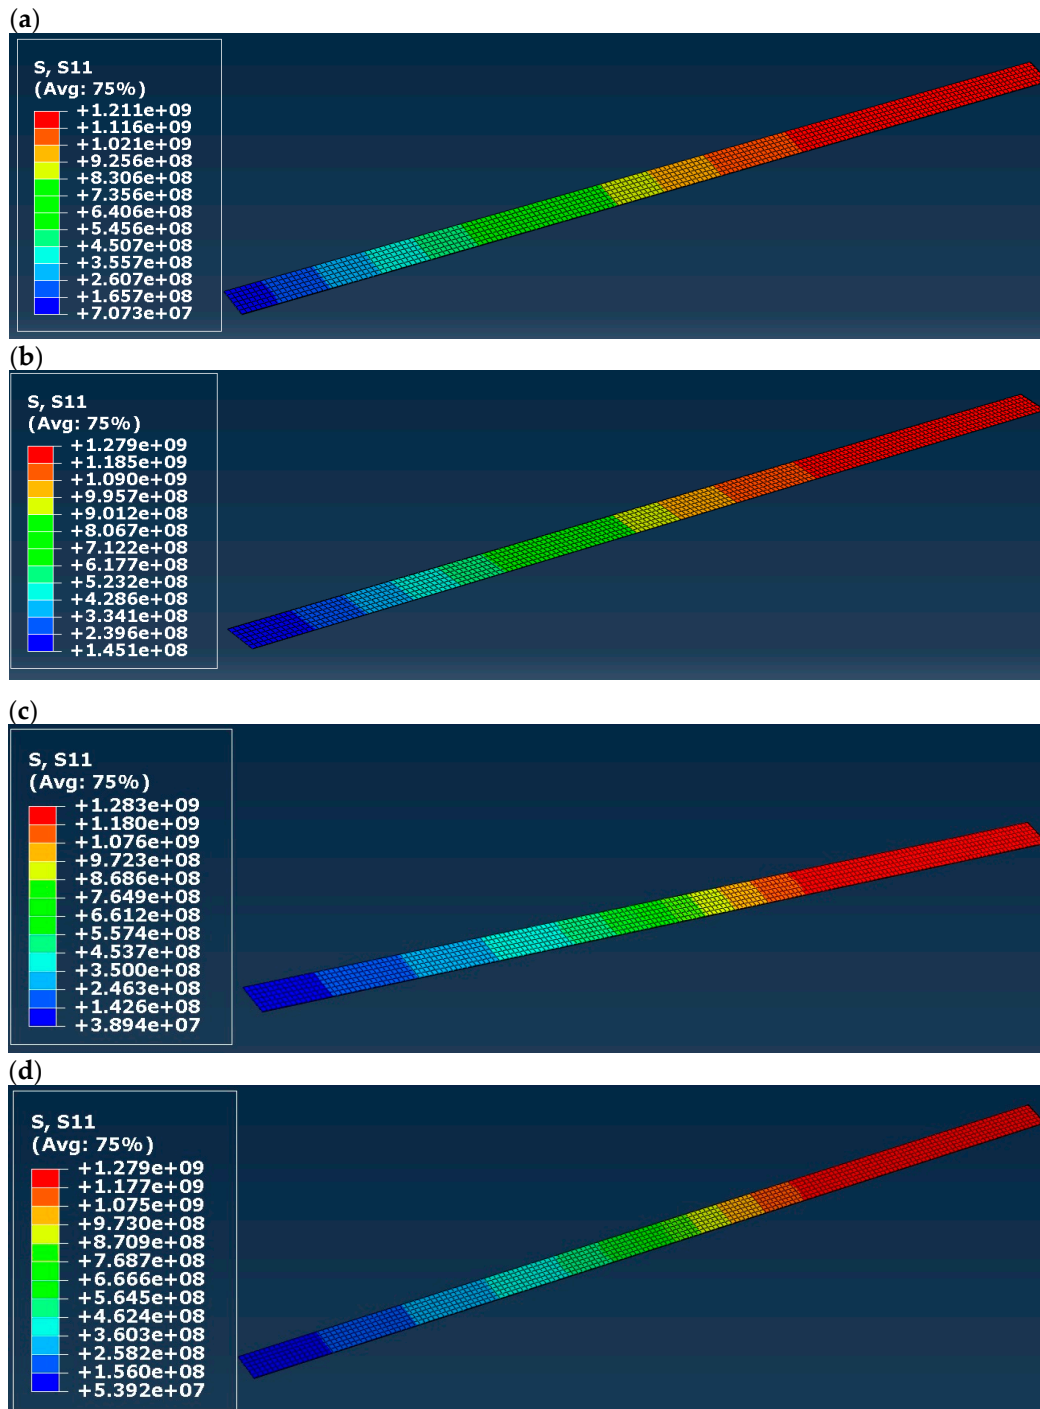 (a)
S, S11
(Avg: 75%)
+1.211e+09
+1.116e+09
+1.021e+09
+9.256e+08
+8.306e+08
+7.356e+08
+6.406e+08
+5.456e+08
+4.507e+08
+3.557e+08
+2.607e+08
+1.657e+08
+7.073e+07
(b)
S, S11
(Avg: 75%)
+1.279e+09
+1.185e+09
+1.090e+09
+9.957e+08
+9.012e+08
+8.067e+08
+7.122e+08
+6.177e+08
+5.232e+08
+4.286e+08
+3.341e+08
+2.396e+08
+1.451e+08
(c)
S, S11
(Avg: 75%)
+1.283e+09
+1.180e+09
+1.076e+09
+9.723e+08
+8.686e+08
+7.649e+08
+6.612e+08
+5.574e+08
+4.537e+08
+3.500e+08
+2.463e+08
+1.426e+08
+3.894e+07
(d)
S, S11
(Avg: 75%)
+1.279e+09
+1.177e+09
+1.075e+09
+9.730e+08
+8.709e+08
+7.687e+08
+6.666e+08
+5.645e+08
+4.624e+08
+3.603e+08
+2.582e+08
+1.560e+08
+5.392e+07